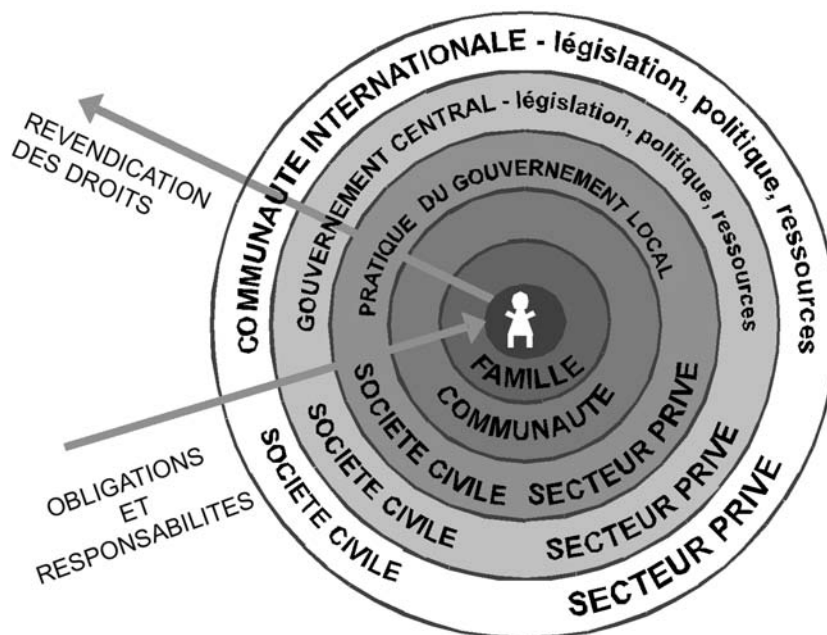 COMMUNAUTE INTERNATIONALE - législation, politique, ressources
GOUVERNEMENT CENTRAL - législation, politique, ressources
PRATIQUE DU GOUVERNEMENT LOCAL
REVENDICATION
DES DROITS
FAMILLE
COMMUNAUTE
SOCIETE CIVILE SECTEUR PRIVE
SOCIETE CIVILE SECTEUR PRIVE
SOCIETE CIVILE SECTEUR PRIVE
OBLIGATIONS
ET
RESPONSABILITES